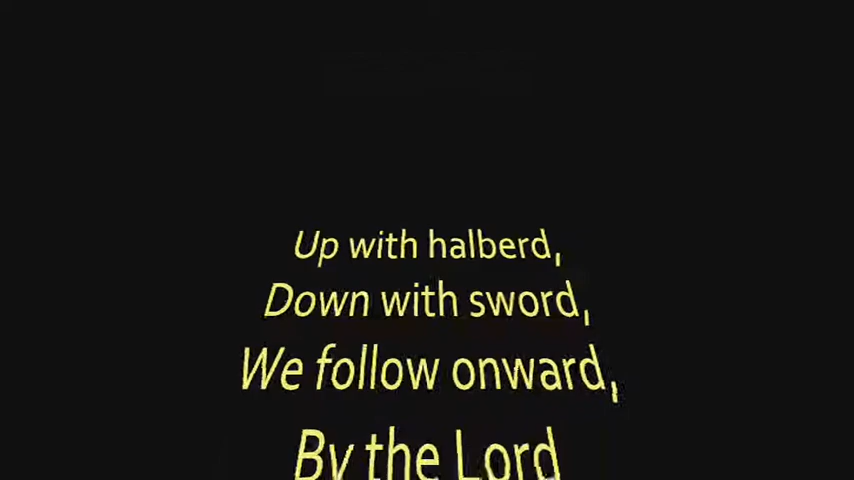 Up with halberd,
Down with sword,
We follow onward,
By the Lord